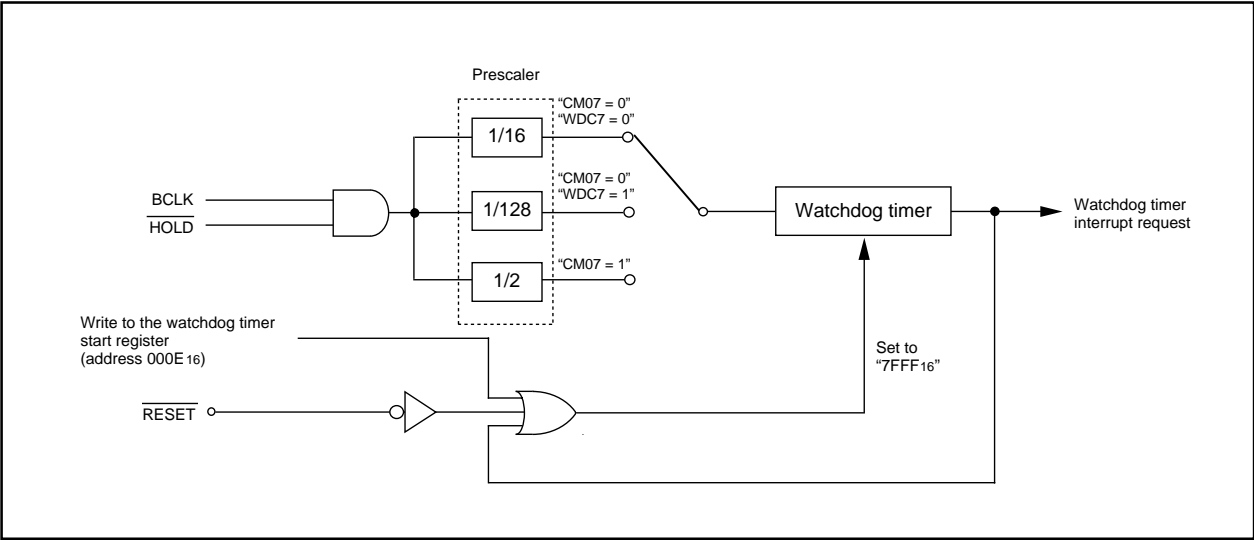 Prescaler
“CM07 = 0”
“WDC7 = 0”
1/16
“CM07 = 0”
“WDC7 = 1”
1/128
“CM07 = 1”
1/2
BCLK
HOLD
Watchdog timer
Watchdog timer
interrupt request
Write to the watchdog timer
start register
(address 000E16)
Set to
“7FFF16”
RESET